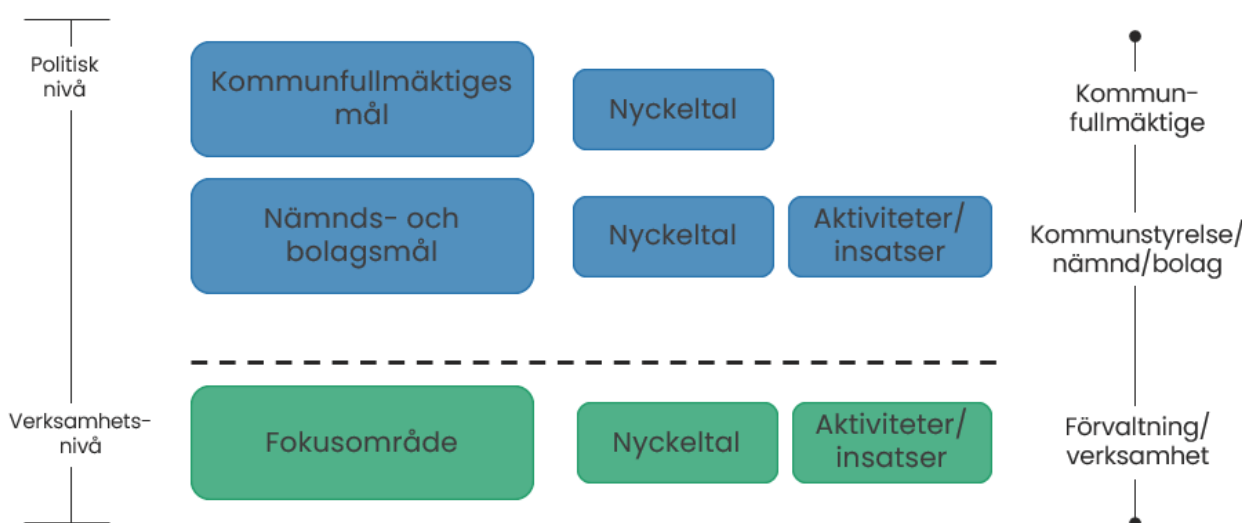 Politisk
nivå
Kommunfullmäktiges
mål
Nyckeltal
Kommun-
fullmäktige
Nämnds- och
bolagsmål
Nyckeltal
Aktiviteter/
insatser
Kommunstyrelse/
nämnd/bolag
Verksamhets-
nivå
Fokusområde
Nyckeltal
Aktiviteter/
insatser
Förvaltning/
verksamhet